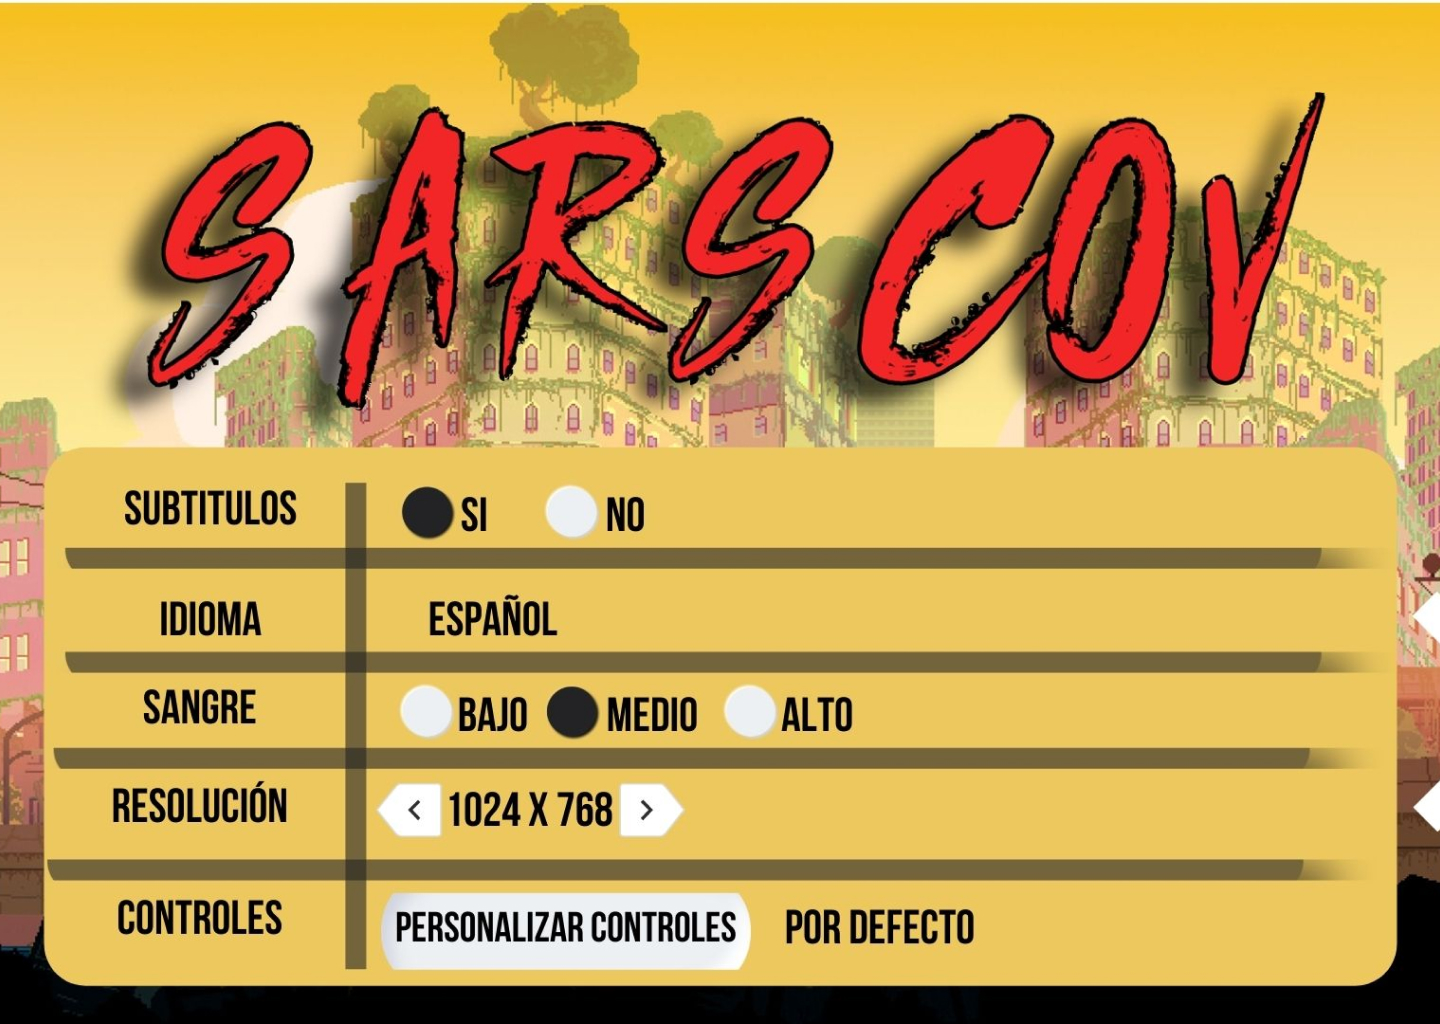 SARS COV
SUBTITULOS SI NO
IDIOMA ESPAÑOL
SANGRE BAJO MEDIO ALTO
RESOLUCIÓN < 1024 X 768 >
CONTROLES PERSONALIZAR CONTROLES POR DEFECTO